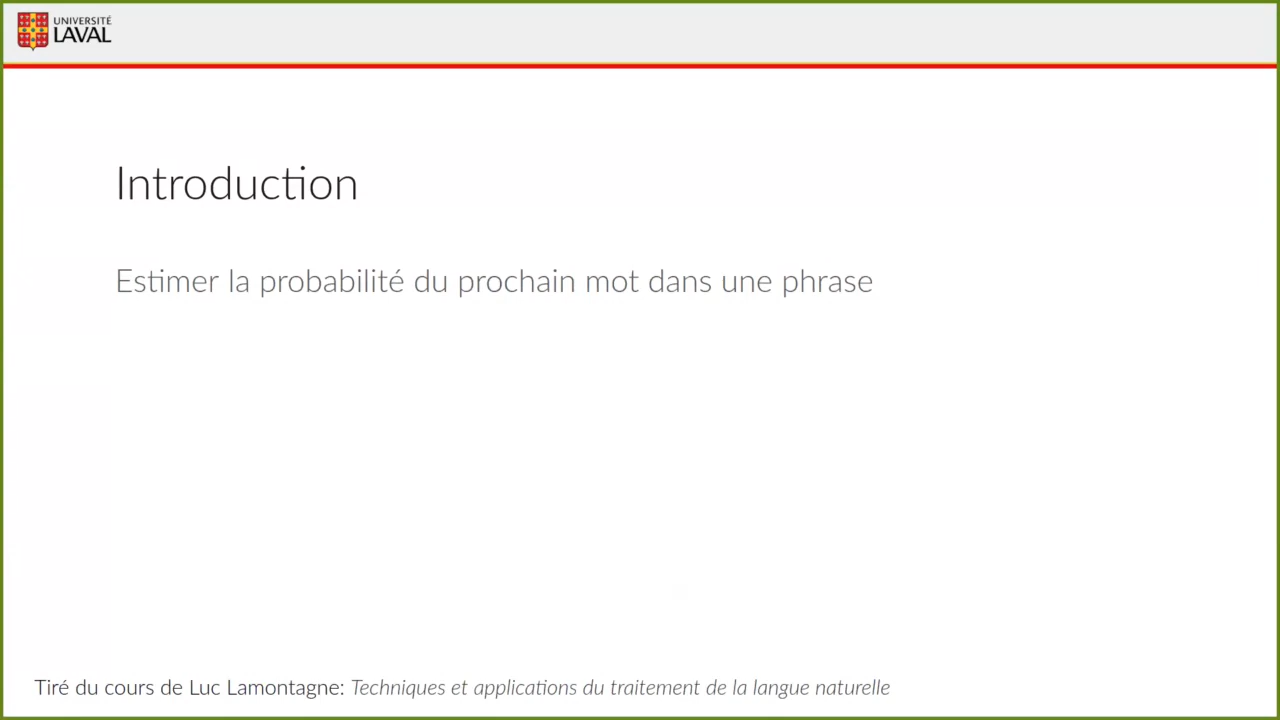 UNIVERSITÉ
LAVAL
Introduction
Estimer la probabilité du prochain mot dans une phrase
Tiré du cours de Luc Lamontagne: Techniques et applications du traitement de la langue naturelle